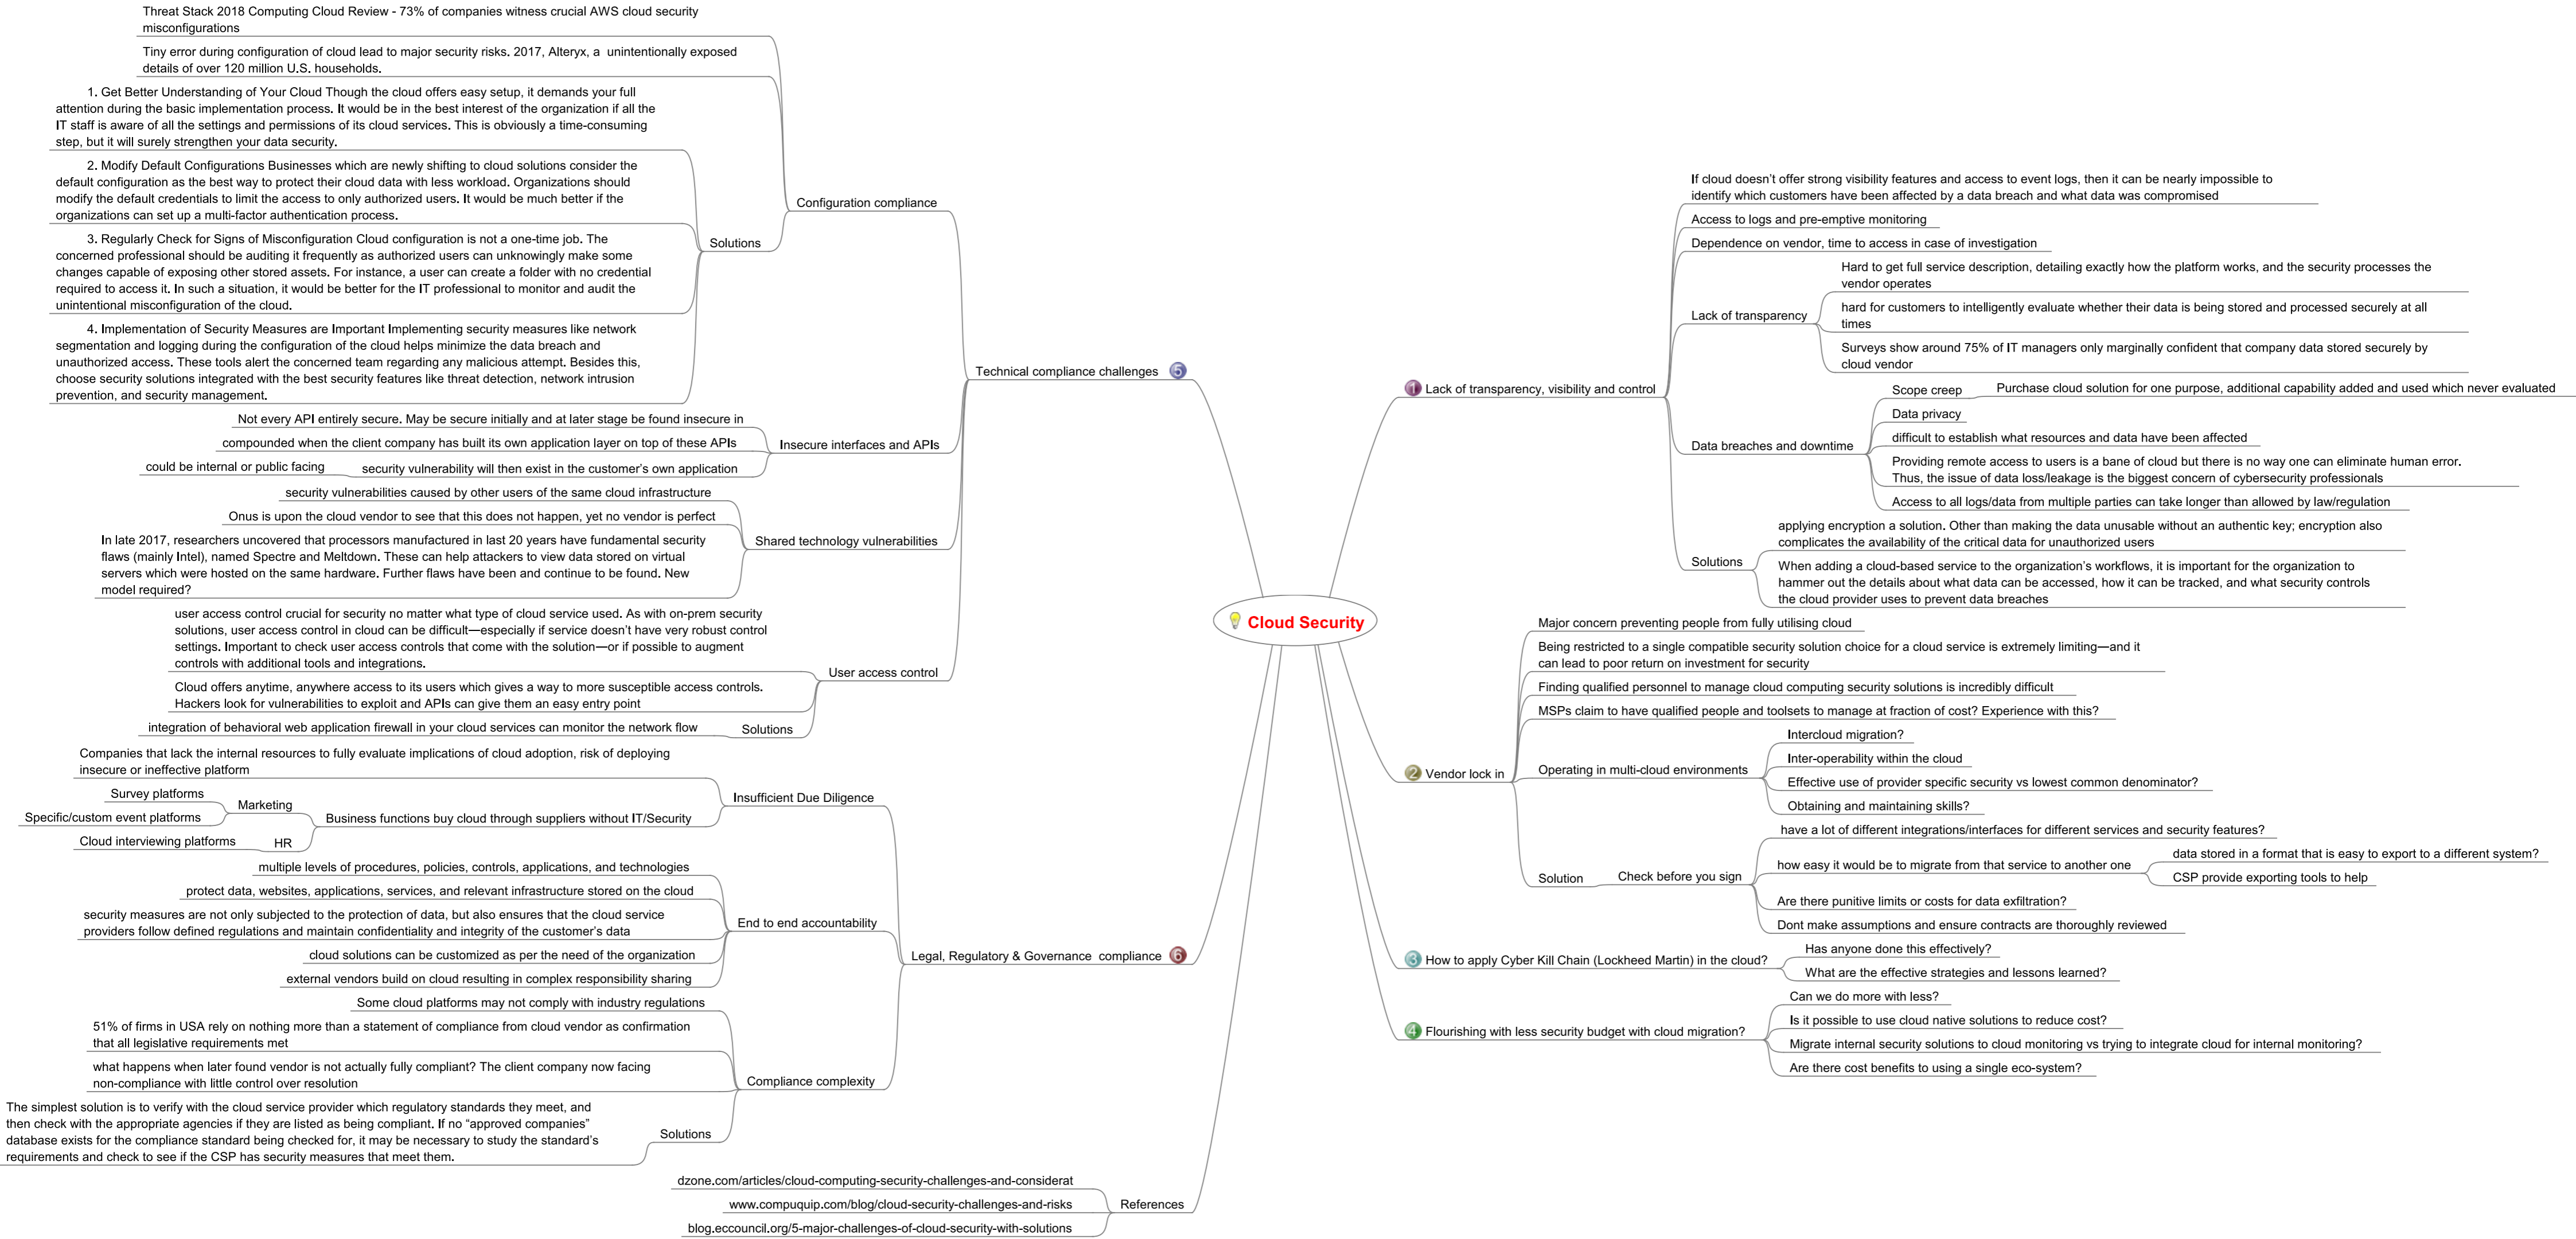 Cloud Security
1 Lack of transparency, visibility and control
If cloud doesn't offer strong visibility features and access to event logs, then it can be nearly impossible to
identify which customers have been affected by a data breach and what data was compromised
Access to logs and pre-emptive monitoring
Dependence on vendor, time to access in case of investigation
Lack of transparency
Hard to get full service description, detailing exactly how the platform works, and the security processes the
vendor operates
hard for customers to intelligently evaluate whether their data is being stored and processed securely at all
times
Surveys show around 75% of IT managers only marginally confident that company data stored securely by
cloud vendor
Data breaches and downtime
Scope creep
Purchase cloud solution for one purpose, additional capability added and used which never evaluated
Data privacy
difficult to establish what resources and data have been affected
Providing remote access to users is a bane of cloud but there is no way one can eliminate human error.
Thus, the issue of data loss/leakage is the biggest concern of cybersecurity professionals
Access to all logs/data from multiple parties can take longer than allowed by law/regulation
Solutions
applying encryption a solution. Other than making the data unusable without an authentic key; encryption also
complicates the availability of the critical data for unauthorized users
When adding a cloud-based service to the organization's workflows, it is important for the organization to
hammer out the details about what data can be accessed, how it can be tracked, and what security controls
the cloud provider uses to prevent data breaches
2 Vendor lock in
Major concern preventing people from fully utilising cloud
Being restricted to a single compatible security solution choice for a cloud service is extremely limiting—and it
can lead to poor return on investment for security
Finding qualified personnel to manage cloud computing security solutions is incredibly difficult
MSPs claim to have qualified people and toolsets to manage at fraction of cost? Experience with this?
Operating in multi-cloud environments
Intercloud migration?
Inter-operability within the cloud
Effective use of provider specific security vs lowest common denominator?
Obtaining and maintaining skills?
Solution
Check before you sign
have a lot of different integrations/interfaces for different services and security features?
how easy it would be to migrate from that service to another one
data stored in a format that is easy to export to a different system?
CSP provide exporting tools to help
Are there punitive limits or costs for data exfiltration?
Dont make assumptions and ensure contracts are thoroughly reviewed
3 How to apply Cyber Kill Chain (Lockheed Martin) in the cloud?
Has anyone done this effectively?
What are the effective strategies and lessons learned?
4 Flourishing with less security budget with cloud migration?
Can we do more with less?
Is it possible to use cloud native solutions to reduce cost?
Migrate internal security solutions to cloud monitoring vs trying to integrate cloud for internal monitoring?
Are there cost benefits to using a single eco-system?
Technical compliance challenges 5
Configuration compliance
Threat Stack 2018 Computing Cloud Review - 73% of companies witness crucial AWS cloud security
misconfigurations
Tiny error during configuration of cloud lead to major security risks. 2017, Alteryx, a unintentionally exposed
details of over 120 million U.S. households.
Solutions
1. Get Better Understanding of Your Cloud Though the cloud offers easy setup, it demands your full
attention during the basic implementation process. It would be in the best interest of the organization if all the
IT staff is aware of all the settings and permissions of its cloud services. This is obviously a time-consuming
step, but it will surely strengthen your data security.
2. Modify Default Configurations Businesses which are newly shifting to cloud solutions consider the
default configuration as the best way to protect their cloud data with less workload. Organizations should
modify the default credentials to limit the access to only authorized users. It would be much better if the
organizations can set up a multi-factor authentication process.
3. Regularly Check for Signs of Misconfiguration Cloud configuration is not a one-time job. The
concerned professional should be auditing it frequently as authorized users can unknowingly make some
changes capable of exposing other stored assets. For instance, a user can create a folder with no credential
required to access it. In such a situation, it would be better for the IT professional to monitor and audit the
unintentional misconfiguration of the cloud.
4. Implementation of Security Measures are Important Implementing security measures like network
segmentation and logging during the configuration of the cloud helps minimize the data breach and
unauthorized access. These tools alert the concerned team regarding any malicious attempt. Besides this,
choose security solutions integrated with the best security features like threat detection, network intrusion
prevention, and security management.
Insecure interfaces and APIs
Not every API entirely secure. May be secure initially and at later stage be found insecure in
compounded when the client company has built its own application layer on top of these APIs
security vulnerability will then exist in the customer's own application
could be internal or public facing
Shared technology vulnerabilities
security vulnerabilities caused by other users of the same cloud infrastructure
Onus is upon the cloud vendor to see that this does not happen, yet no vendor is perfect
In late 2017, researchers uncovered that processors manufactured in last 20 years have fundamental security
flaws (mainly Intel), named Spectre and Meltdown. These can help attackers to view data stored on virtual
servers which were hosted on the same hardware. Further flaws have been and continue to be found. New
model required?
User access control
user access control crucial for security no matter what type of cloud service used. As with on-prem security
solutions, user access control in cloud can be difficult—especially if service doesn't have very robust control
settings. Important to check user access controls that come with the solution—or if possible to augment
controls with additional tools and integrations.
Cloud offers anytime, anywhere access to its users which gives a way to more susceptible access controls.
Hackers look for vulnerabilities to exploit and APIs can give them an easy entry point
Solutions
integration of behavioral web application firewall in your cloud services can monitor the network flow
Legal, Regulatory & Governance compliance 6
Insufficient Due Diligence
Companies that lack the internal resources to fully evaluate implications of cloud adoption, risk of deploying
insecure or ineffective platform
Business functions buy cloud through suppliers without IT/Security
Marketing
Survey platforms
Specific/custom event platforms
HR
Cloud interviewing platforms
End to end accountability
multiple levels of procedures, policies, controls, applications, and technologies
protect data, websites, applications, services, and relevant infrastructure stored on the cloud
security measures are not only subjected to the protection of data, but also ensures that the cloud service
providers follow defined regulations and maintain confidentiality and integrity of the customer's data
cloud solutions can be customized as per the need of the organization
external vendors build on cloud resulting in complex responsibility sharing
Compliance complexity
Some cloud platforms may not comply with industry regulations
51% of firms in USA rely on nothing more than a statement of compliance from cloud vendor as confirmation
that all legislative requirements met
what happens when later found vendor is not actually fully compliant? The client company now facing
non-compliance with little control over resolution
Solutions
The simplest solution is to verify with the cloud service provider which regulatory standards they meet, and
then check with the appropriate agencies if they are listed as being compliant. If no “approved companies”
database exists for the compliance standard being checked for, it may be necessary to study the standard's
requirements and check to see if the CSP has security measures that meet them.
References
dzone.com/articles/cloud-computing-security-challenges-and-considerat
www.compuquip.com/blog/cloud-security-challenges-and-risks
blog.eccouncil.org/5-major-challenges-of-cloud-security-with-solutions